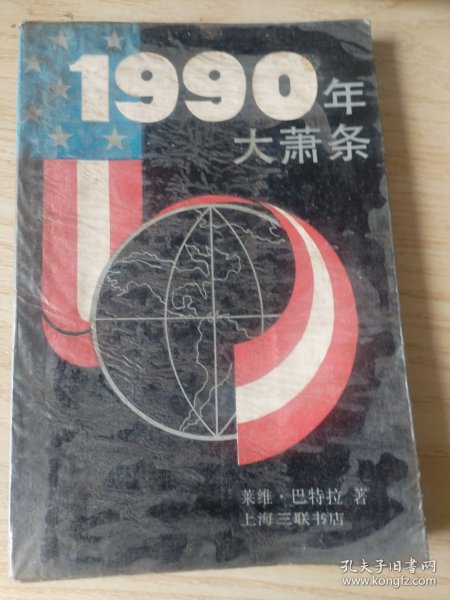 1990年
大萧条
莱维·巴特拉 著
上海三联书店
孔夫子旧书网
www.kongfz.com